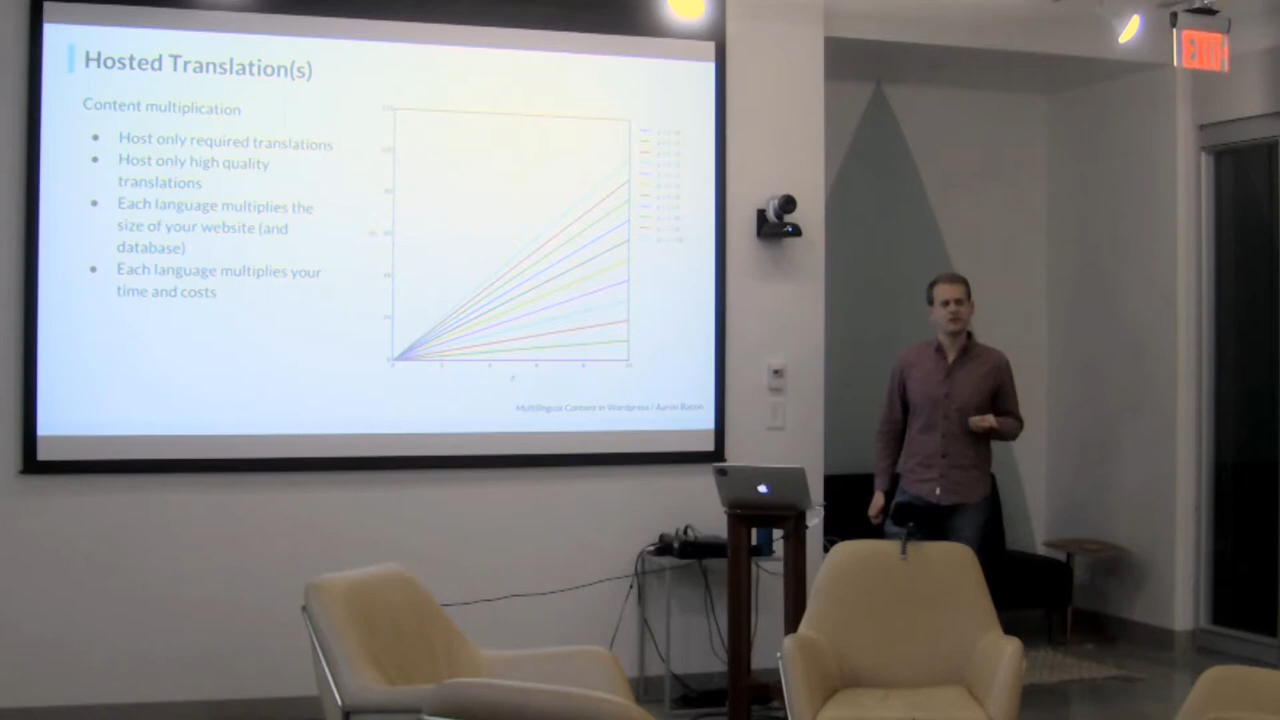 Hosted Translation(s)
Content multiplication
● Host only required translations
● Host only high quality
translations
● Each language multiplies the
size of your website (and
database)
● Each language multiplies your
time and costs
Multilingual Content in Wordpress / Aaron Bacon
EXIT